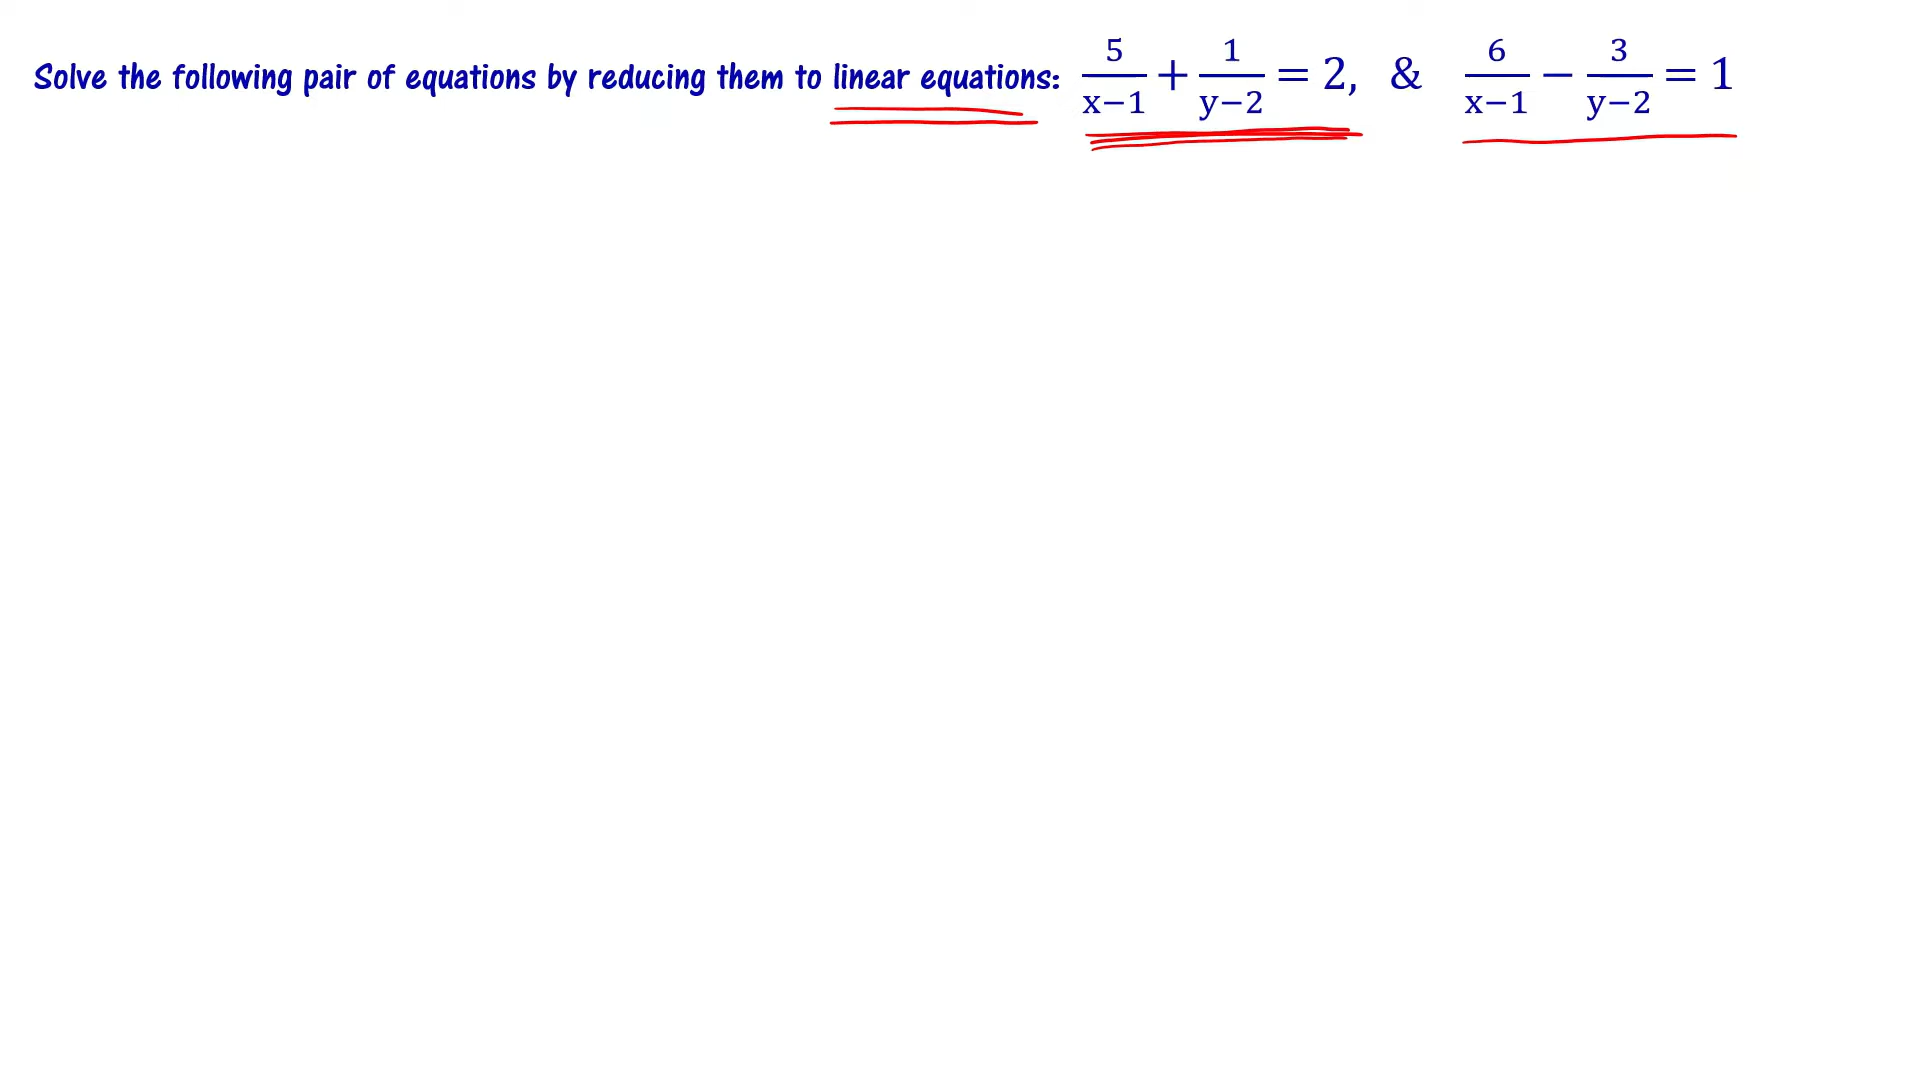 Solve the following pair of equations by reducing them to linear equations: 5/(x−1) + 1/(y−2) = 2, & 6/(x−1) − 3/(y−2) = 1